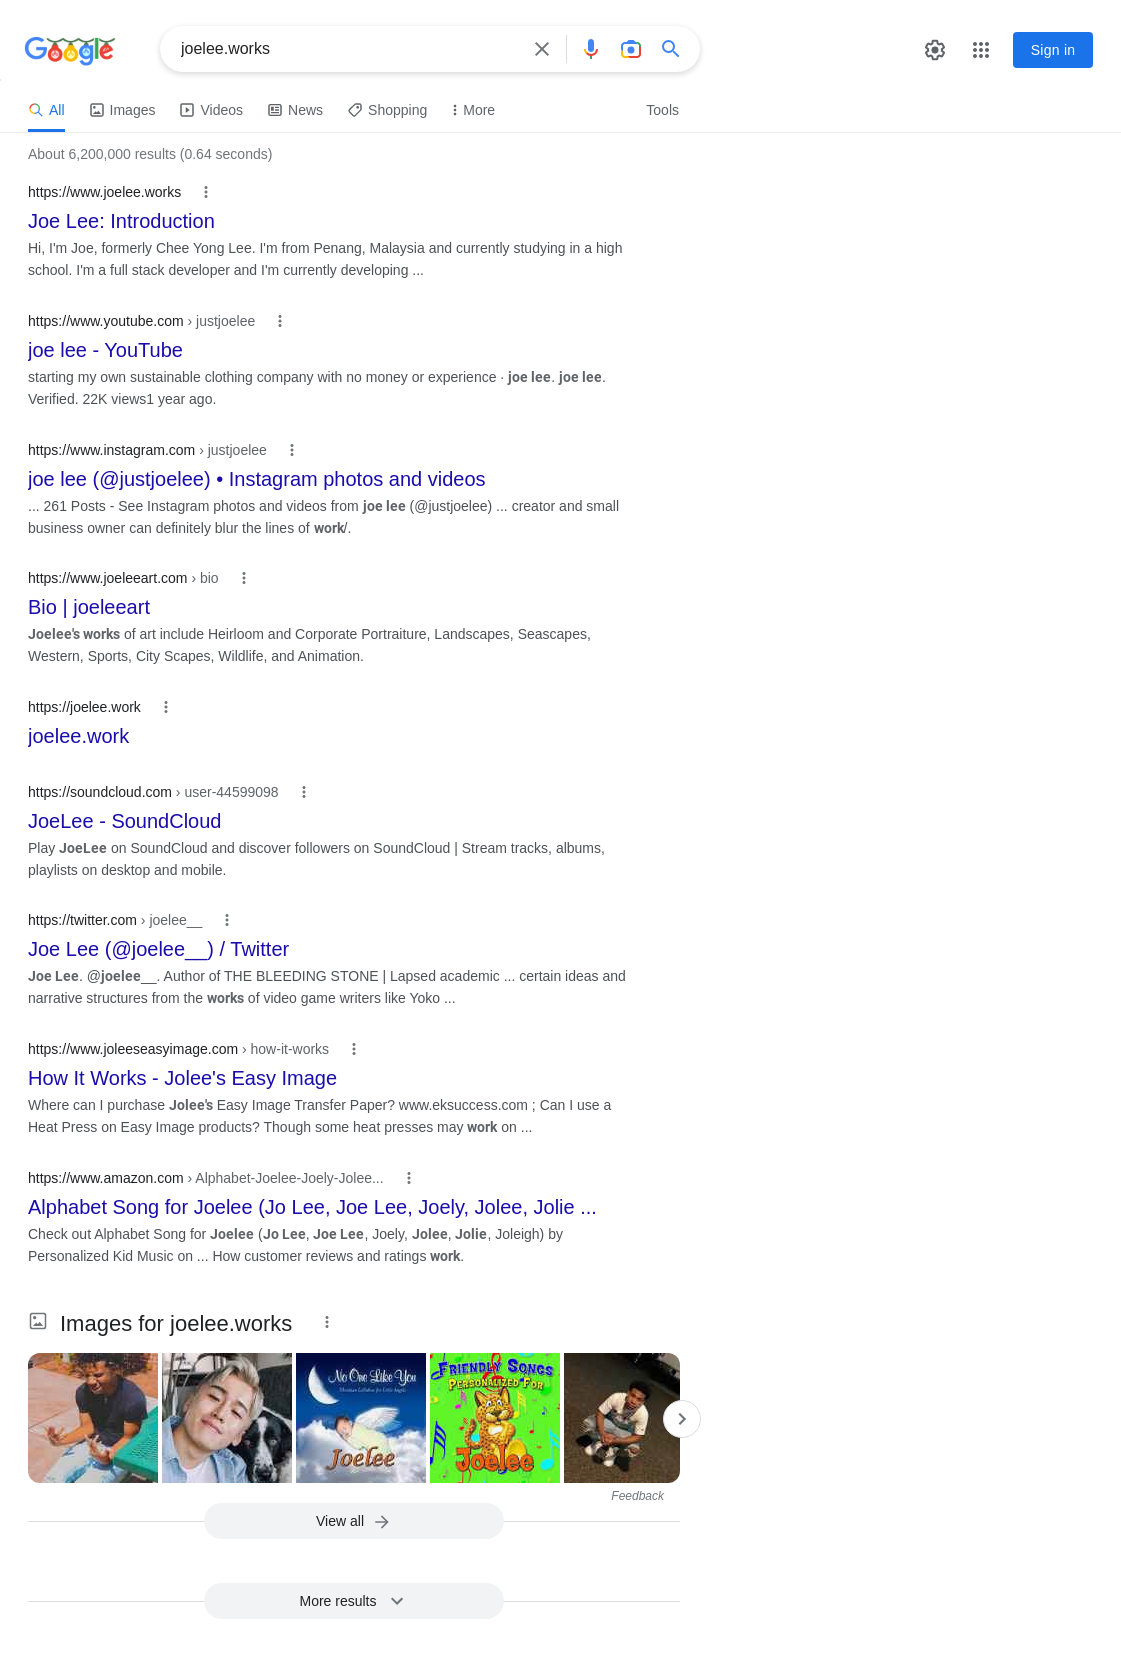 Google
joelee.works
Sign in
All
Images
Videos
News
Shopping
More
Tools
About 6,200,000 results (0.64 seconds)
https://www.joelee.works
Joe Lee: Introduction
Hi, I'm Joe, formerly Chee Yong Lee. I'm from Penang, Malaysia and currently studying in a high
school. I'm a full stack developer and I'm currently developing ...
https://www.youtube.com › justjoelee
joe lee - YouTube
starting my own sustainable clothing company with no money or experience · joe lee. joe lee.
Verified. 22K views1 year ago.
https://www.instagram.com › justjoelee
joe lee (@justjoelee) • Instagram photos and videos
... 261 Posts - See Instagram photos and videos from joe lee (@justjoelee) ... creator and small
business owner can definitely blur the lines of work/.
https://www.joeleeart.com › bio
Bio | joeleeart
Joelee's works of art include Heirloom and Corporate Portraiture, Landscapes, Seascapes,
Western, Sports, City Scapes, Wildlife, and Animation.
https://joelee.work
joelee.work
https://soundcloud.com › user-44599098
JoeLee - SoundCloud
Play JoeLee on SoundCloud and discover followers on SoundCloud | Stream tracks, albums,
playlists on desktop and mobile.
https://twitter.com › joelee__
Joe Lee (@joelee__) / Twitter
Joe Lee. @joelee__. Author of THE BLEEDING STONE | Lapsed academic ... certain ideas and
narrative structures from the works of video game writers like Yoko ...
https://www.joleeseasyimage.com › how-it-works
How It Works - Jolee's Easy Image
Where can I purchase Jolee's Easy Image Transfer Paper? www.eksuccess.com ; Can I use a
Heat Press on Easy Image products? Though some heat presses may work on ...
https://www.amazon.com › Alphabet-Joelee-Joely-Jolee...
Alphabet Song for Joelee (Jo Lee, Joe Lee, Joely, Jolee, Jolie ...
Check out Alphabet Song for Joelee (Jo Lee, Joe Lee, Joely, Jolee, Jolie, Joleigh) by
Personalized Kid Music on ... How customer reviews and ratings work.
Images for joelee.works
No One Like You
Christian Lullabies for Little Angels
Joelee
FRIENDLY SONGS
PERSONALIZED FOR
Joelee
Feedback
View all
More results